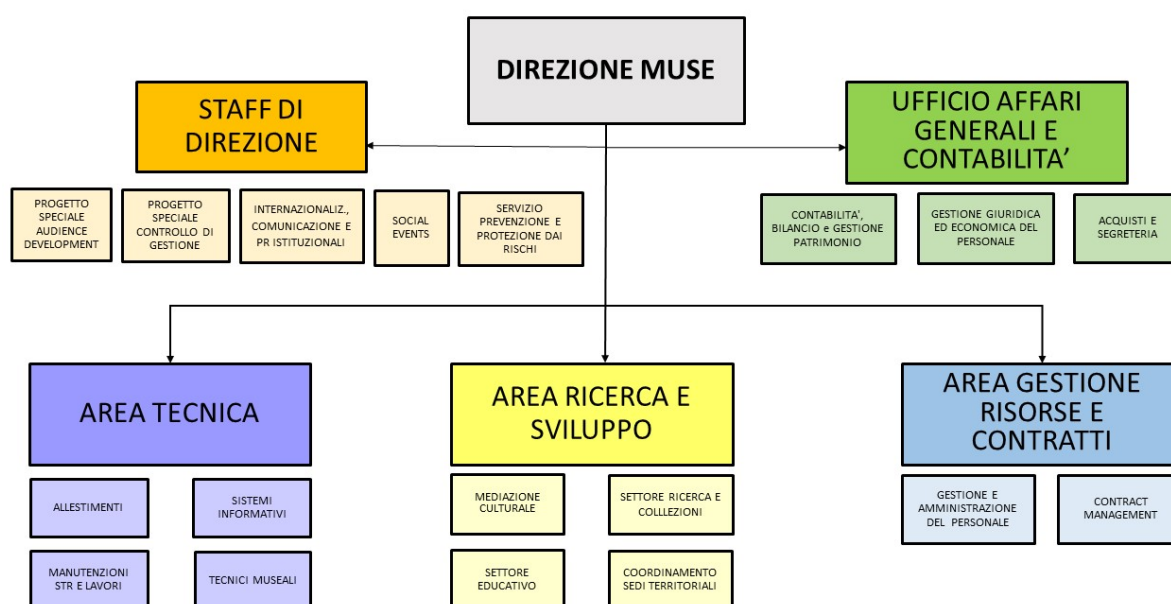 DIREZIONE MUSE
STAFF DI
DIREZIONE
UFFICIO AFFARI
GENERALI E
CONTABILITA'
PROGETTO
SPECIALE
AUDIENCE
DEVELOPMENT
PROGETTO
SPECIALE
CONTROLLO DI
GESTIONE
INTERNAZIONALIZ.,
COMUNICAZIONE E
PR ISTITUZIONALI
SOCIAL
EVENTS
SERVIZIO
PREVENZIONE E
PROTEZIONE DAI
RISCHI
CONTABILITA',
BILANCIO e GESTIONE
PATRIMONIO
GESTIONE GIURIDICA
ED ECONOMICA DEL
PERSONALE
ACQUISTI E
SEGRETERIA
AREA TECNICA
AREA RICERCA E
SVILUPPO
AREA GESTIONE
RISORSE E
CONTRATTI
ALLESTIMENTI
SISTEMI
INFORMATIVI
MANUTENZIONI
STR E LAVORI
TECNICI MUSEALI
MEDIAZIONE
CULTURALE
SETTORE RICERCA E
COLLLEZIONI
SETTORE
EDUCATIVO
COORDINAMENTO
SEDI TERRITORIALI
GESTIONE E
AMMINISTRAZIONE
DEL PERSONALE
CONTRACT
MANAGEMENT